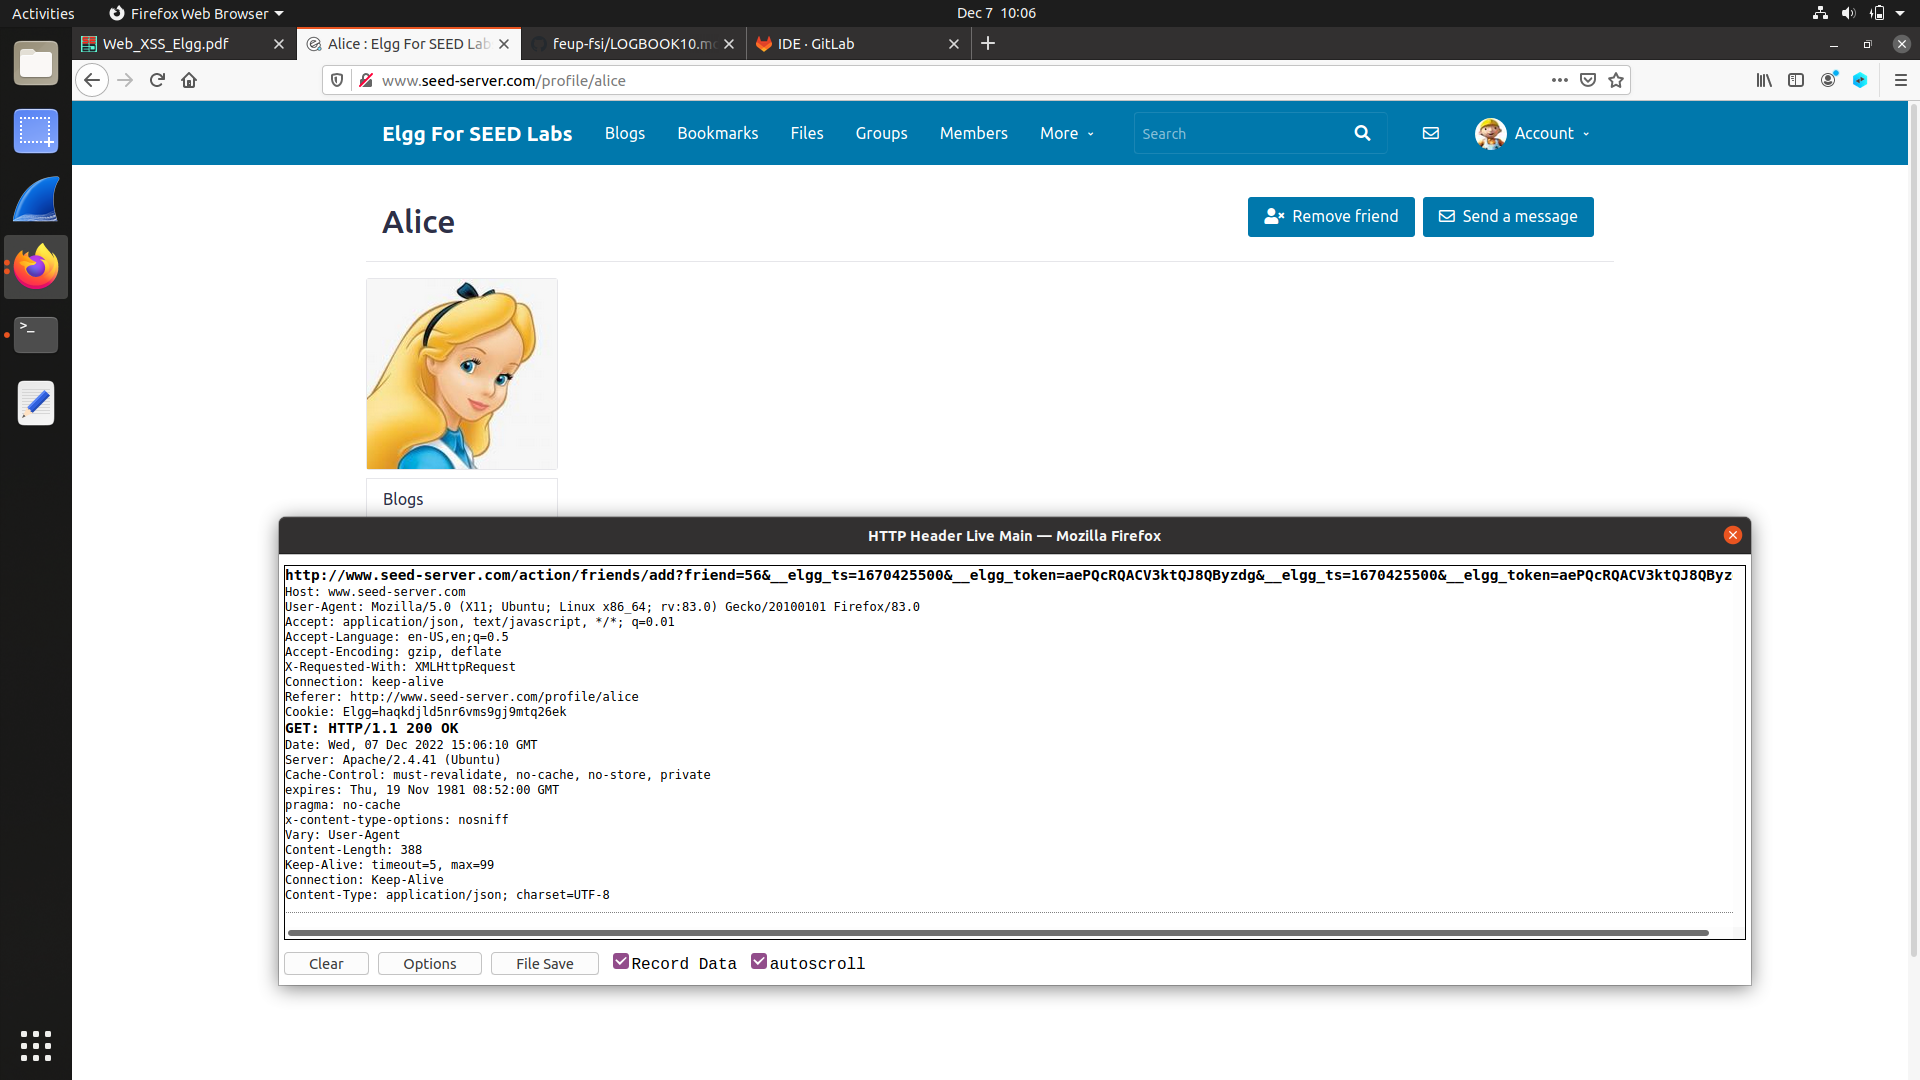 Activities
Firefox Web Browser
Dec 7 10:06
Web_XSS_Elgg.pdf
Alice : Elgg For SEED Lab
feup-fsi/LOGBOOK10.m
IDE · GitLab
www.seed-server.com/profile/alice
Elgg For SEED Labs
Blogs
Bookmarks
Files
Groups
Members
More
Search
Account
Alice
Remove friend
Send a message
Blogs
HTTP Header Live Main — Mozilla Firefox
http://www.seed-server.com/action/friends/add?friend=56&__elgg_ts=1670425500&__elgg_token=aePQcRQACV3ktQJ8QByzdg&__elgg_ts=1670425500&__elgg_token=aePQcRQACV3ktQJ8QByz
Host: www.seed-server.com
User-Agent: Mozilla/5.0 (X11; Ubuntu; Linux x86_64; rv:83.0) Gecko/20100101 Firefox/83.0
Accept: application/json, text/javascript, */*; q=0.01
Accept-Language: en-US,en;q=0.5
Accept-Encoding: gzip, deflate
X-Requested-With: XMLHttpRequest
Connection: keep-alive
Referer: http://www.seed-server.com/profile/alice
Cookie: Elgg=haqkdjld5nr6vms9gj9mtq26ek
GET: HTTP/1.1 200 OK
Date: Wed, 07 Dec 2022 15:06:10 GMT
Server: Apache/2.4.41 (Ubuntu)
Cache-Control: must-revalidate, no-cache, no-store, private
expires: Thu, 19 Nov 1981 08:52:00 GMT
pragma: no-cache
x-content-type-options: nosniff
Vary: User-Agent
Content-Length: 388
Keep-Alive: timeout=5, max=99
Connection: Keep-Alive
Content-Type: application/json; charset=UTF-8
Clear
Options
File Save
Record Data
autoscroll